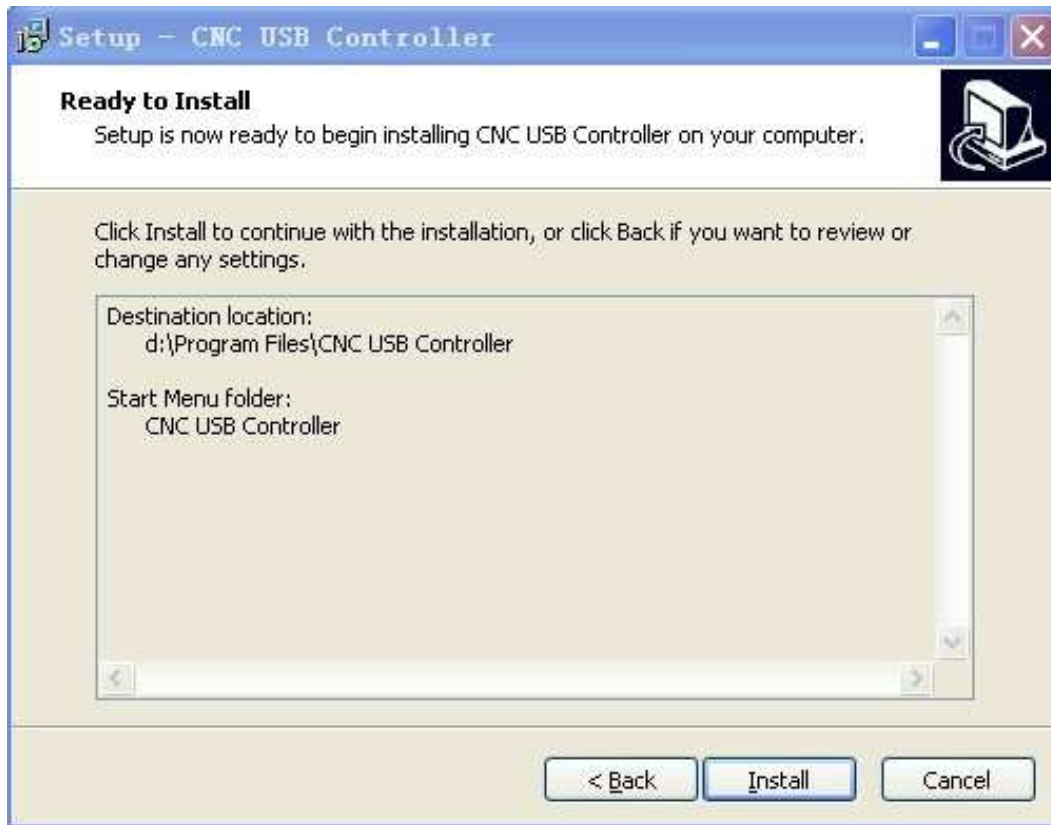 Setup - CNC USB Controller
Ready to Install
Setup is now ready to begin installing CNC USB Controller on your computer.
Click Install to continue with the installation, or click Back if you want to review or
change any settings.
Destination location:
d:\Program Files\CNC USB Controller
Start Menu folder:
CNC USB Controller
< Back
Install
Cancel